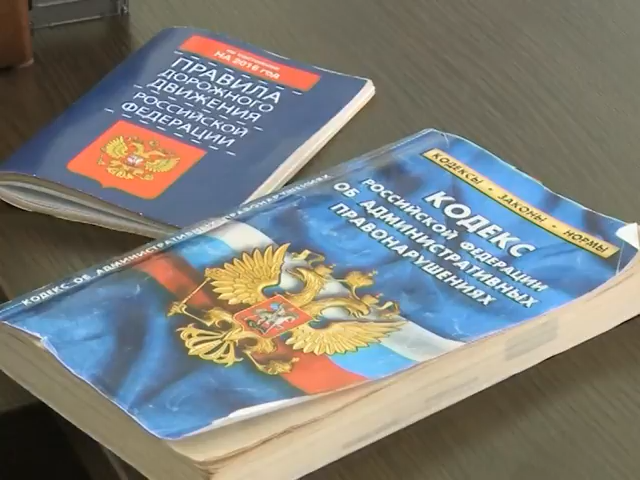 НА 2016 ГОД
ПРАВИЛА
ДОРОЖНОГО
ДВИЖЕНИЯ
РОССИЙСКОЙ
ФЕДЕРАЦИИ
КОДЕКСЫ · ЗАКОНЫ · НОРМЫ
КОДЕКС
РОССИЙСКОЙ ФЕДЕРАЦИИ
ОБ АДМИНИСТРАТИВНЫХ
ПРАВОНАРУШЕНИЯХ
КОДЕКС ОБ АДМИНИСТРАТИВНЫХ ПРАВОНАРУШЕНИЯХ